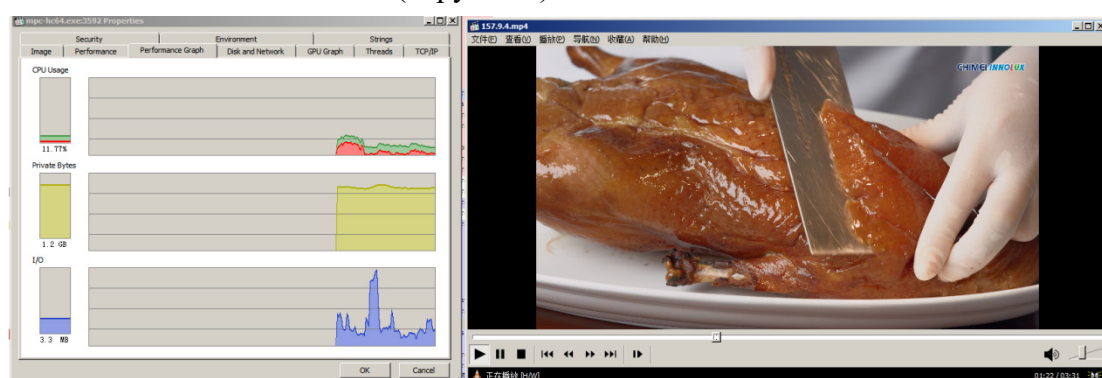 mpc-hc64.exe:3592 Properties
Security Environment Strings
Image Performance Performance Graph Disk and Network GPU Graph Threads TCP/IP
CPU Usage
11.77%
Private Bytes
1.2 GB
I/O
3.3 MB
OK Cancel
157.9.4.mp4
文件(F) 查看(V) 播放(P) 导航(N) 收藏(A) 帮助(H)
CHIMEI INNOLUX
正在播放 [H/W]
01:22 / 03:31